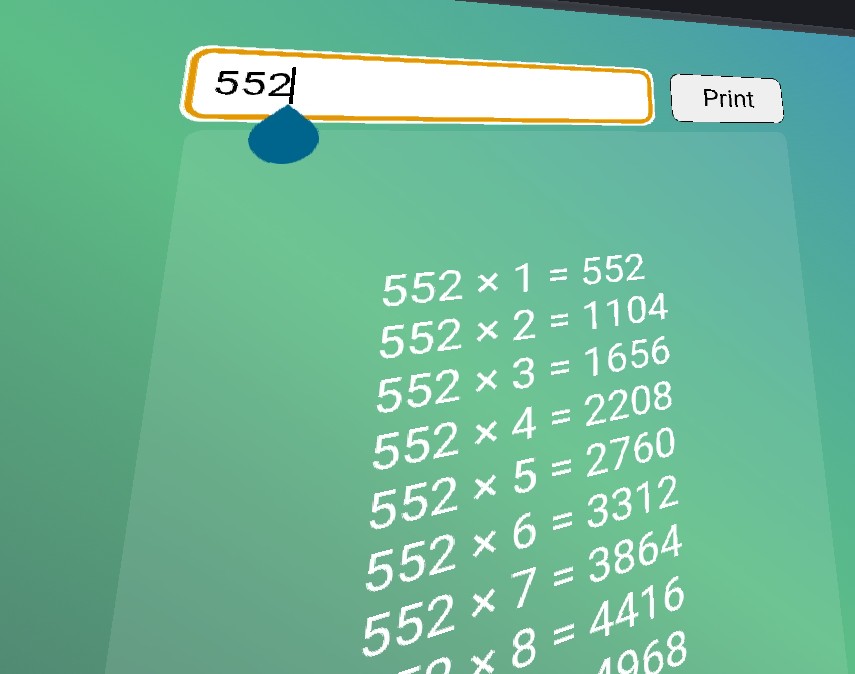 552
Print
552 × 1 = 552
552 × 2 = 1104
552 × 3 = 1656
552 × 4 = 2208
552 × 5 = 2760
552 × 6 = 3312
552 × 7 = 3864
× 8 = 4416
4968